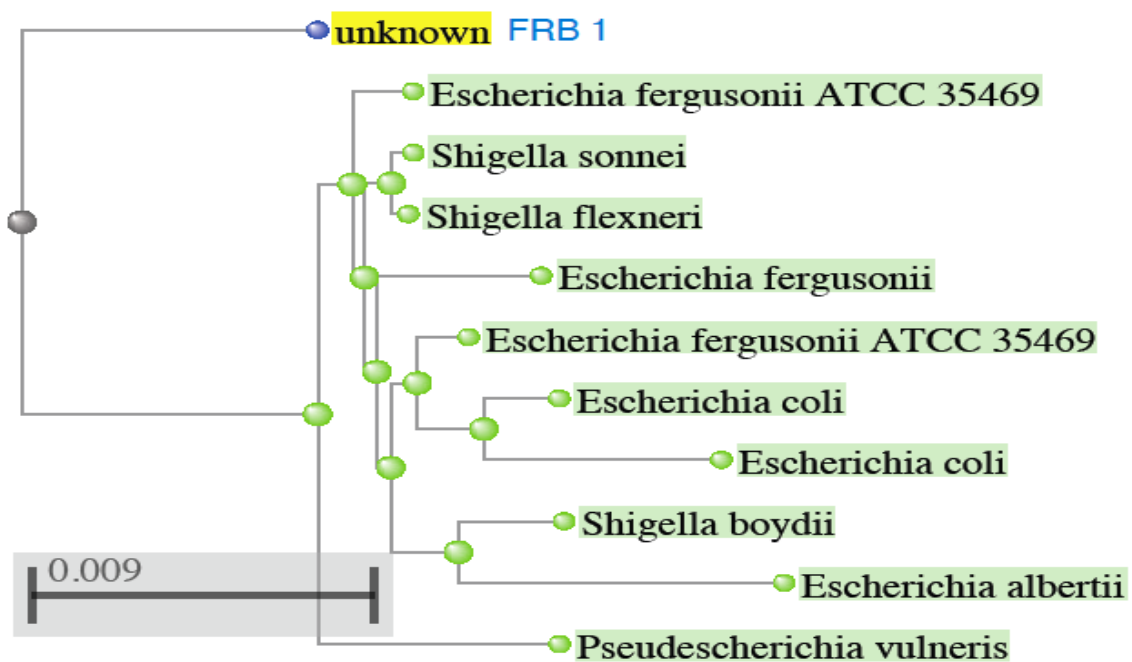 unknown FRB 1
Escherichia fergusonii ATCC 35469
Shigella sonnei
Shigella flexneri
Escherichia fergusonii
Escherichia fergusonii ATCC 35469
Escherichia coli
Escherichia coli
Shigella boydii
0.009
Escherichia albertii
Pseudescherichia vulneris